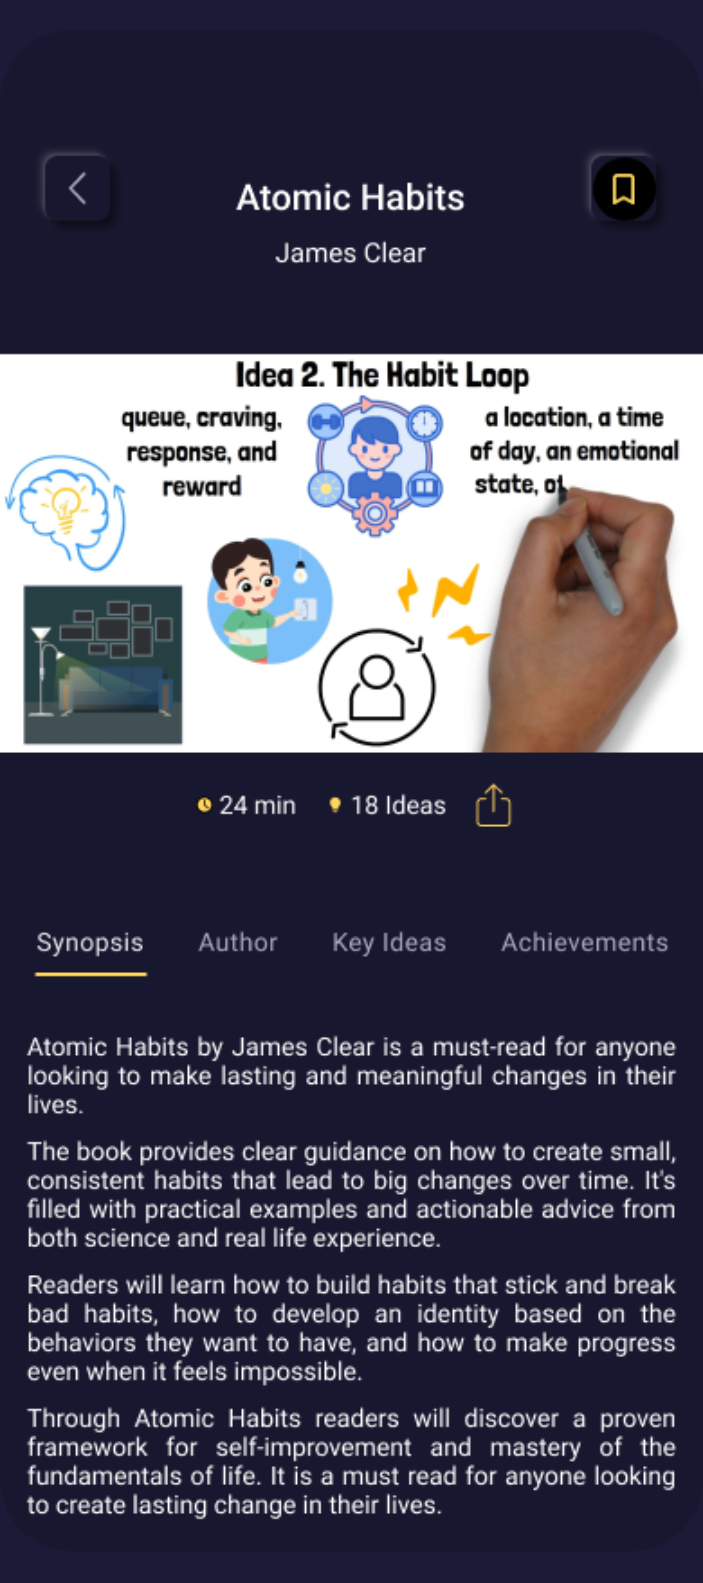 Atomic Habits
James Clear
Idea 2. The Habit Loop
queue, craving,
response, and
reward
a location, a time
of day, an emotional
state, ot
24 min
18 Ideas
Synopsis
Author
Key Ideas
Achievements
Atomic Habits by James Clear is a must-read for anyone
looking to make lasting and meaningful changes in their
lives.
The book provides clear guidance on how to create small,
consistent habits that lead to big changes over time. It's
filled with practical examples and actionable advice from
both science and real life experience.
Readers will learn how to build habits that stick and break
bad habits, how to develop an identity based on the
behaviors they want to have, and how to make progress
even when it feels impossible.
Through Atomic Habits readers will discover a proven
framework for self-improvement and mastery of the
fundamentals of life. It is a must read for anyone looking
to create lasting change in their lives.